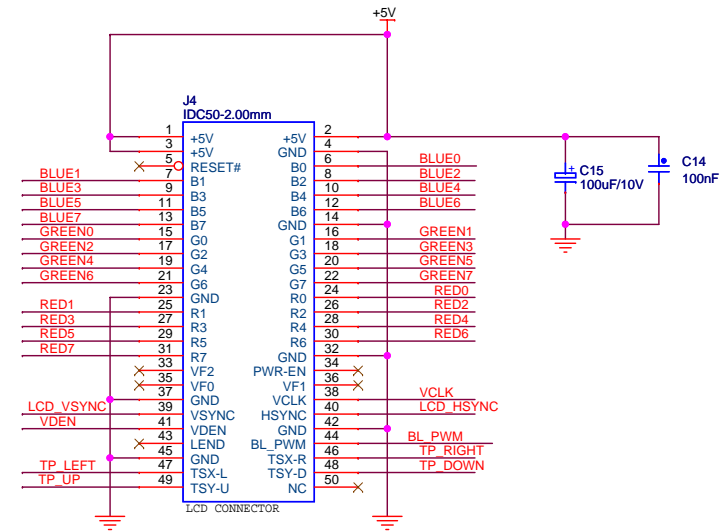 +5V
J4
IDC50-2.00mm
1 +5V +5V 2
3 +5V GND 4
5 RESET# B0 6 BLUE0
BLUE1 7 B1 B2 8 BLUE2
BLUE3 9 B3 B4 10 BLUE4
BLUE5 11 B5 B6 12 BLUE6
BLUE7 13 B7 GND 14
GREEN0 15 G0 G1 16 GREEN1
GREEN2 17 G2 G3 18 GREEN3
GREEN4 19 G4 G5 20 GREEN5
GREEN6 21 G6 G7 22 GREEN7
23 GND R0 24 RED0
RED1 25 R1 R2 26 RED2
RED3 27 R3 R4 28 RED4
RED5 29 R5 R6 30 RED6
RED7 31 R7 GND 32
33 VF2 PWR-EN 34
35 VF0 VF1 36
37 GND VCLK 38 VCLK
LCD_VSYNC 39 VSYNC HSYNC 40 LCD_HSYNC
VDEN 41 VDEN GND 42
43 LEND BL_PWM 44 BL_PWM
45 GND TSX-R 46 TP_RIGHT
TP_LEFT 47 TSX-L TSY-D 48 TP_DOWN
TP_UP 49 TSY-U NC 50
LCD CONNECTOR
+
C15
100uF/10V
C14
100nF